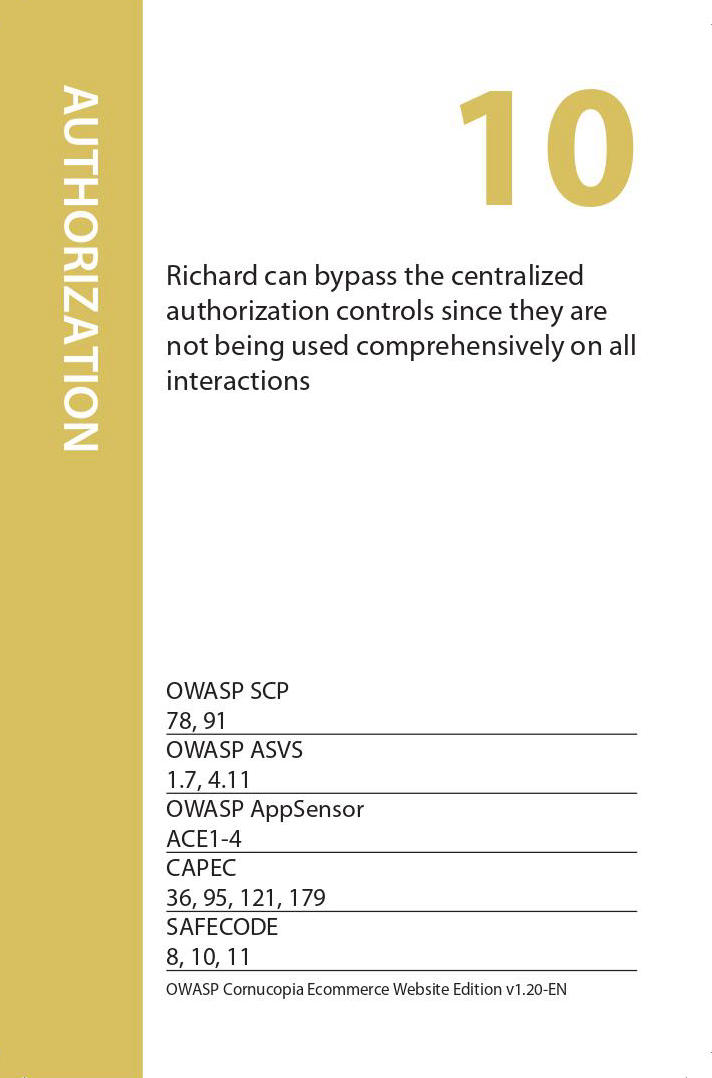 AUTHORIZATION
10
Richard can bypass the centralized
authorization controls since they are
not being used comprehensively on all
interactions
OWASP SCP
78, 91
OWASP ASVS
1.7, 4.11
OWASP AppSensor
ACE1-4
CAPEC
36, 95, 121, 179
SAFECODE
8, 10, 11
OWASP Cornucopia Ecommerce Website Edition v1.20-EN